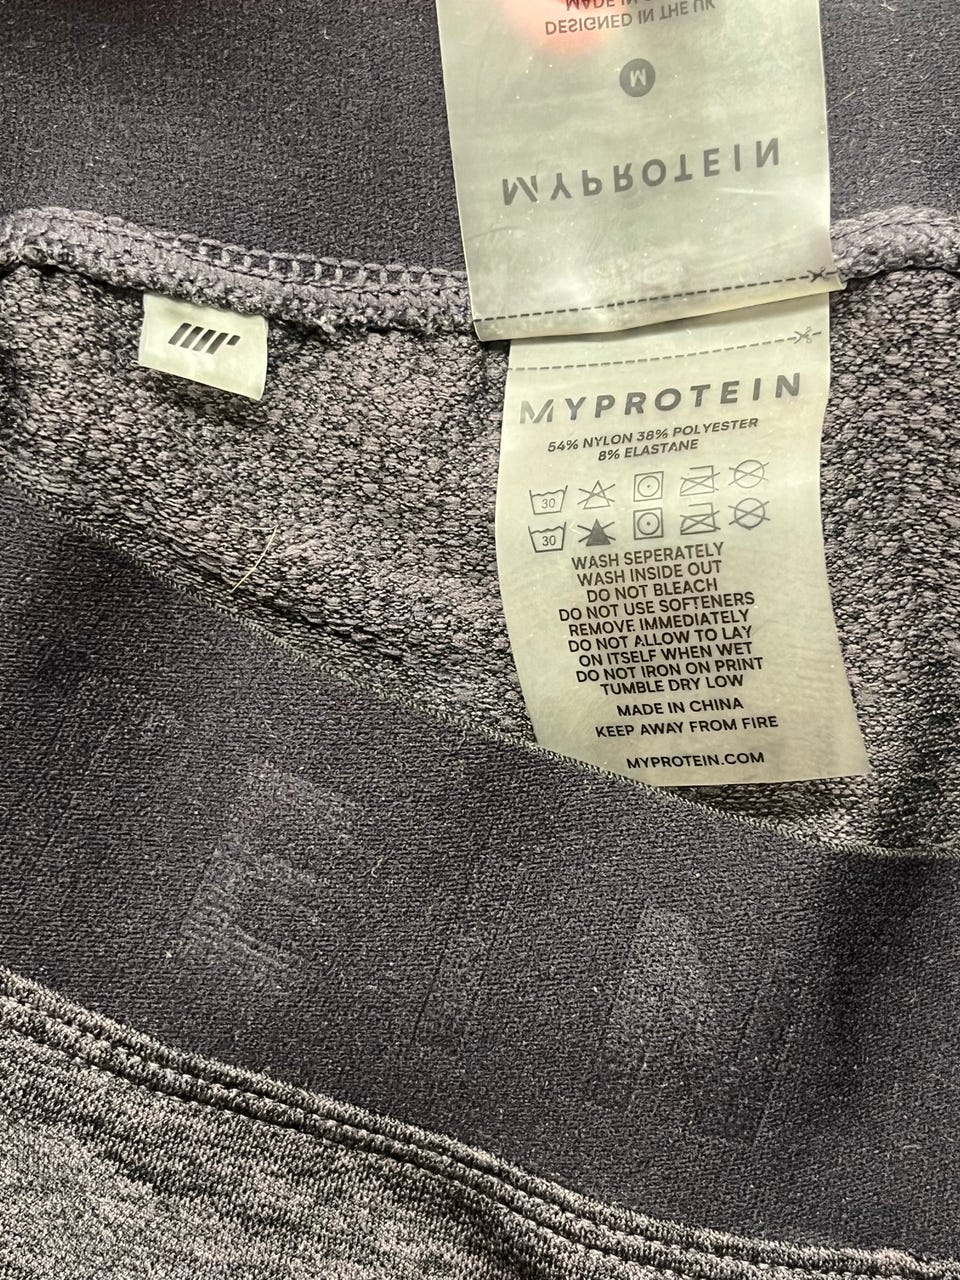 MADE IN
DESIGNED IN THE UK
M
MYPROTEIN
MYPROTEIN
54% NYLON 38% POLYESTER
8% ELASTANE
30
30
WASH SEPERATELY
WASH INSIDE OUT
DO NOT BLEACH
DO NOT USE SOFTENERS
REMOVE IMMEDIATELY
DO NOT ALLOW TO LAY
ON ITSELF WHEN WET
DO NOT IRON ON PRINT
TUMBLE DRY LOW
MADE IN CHINA
KEEP AWAY FROM FIRE
MYPROTEIN.COM